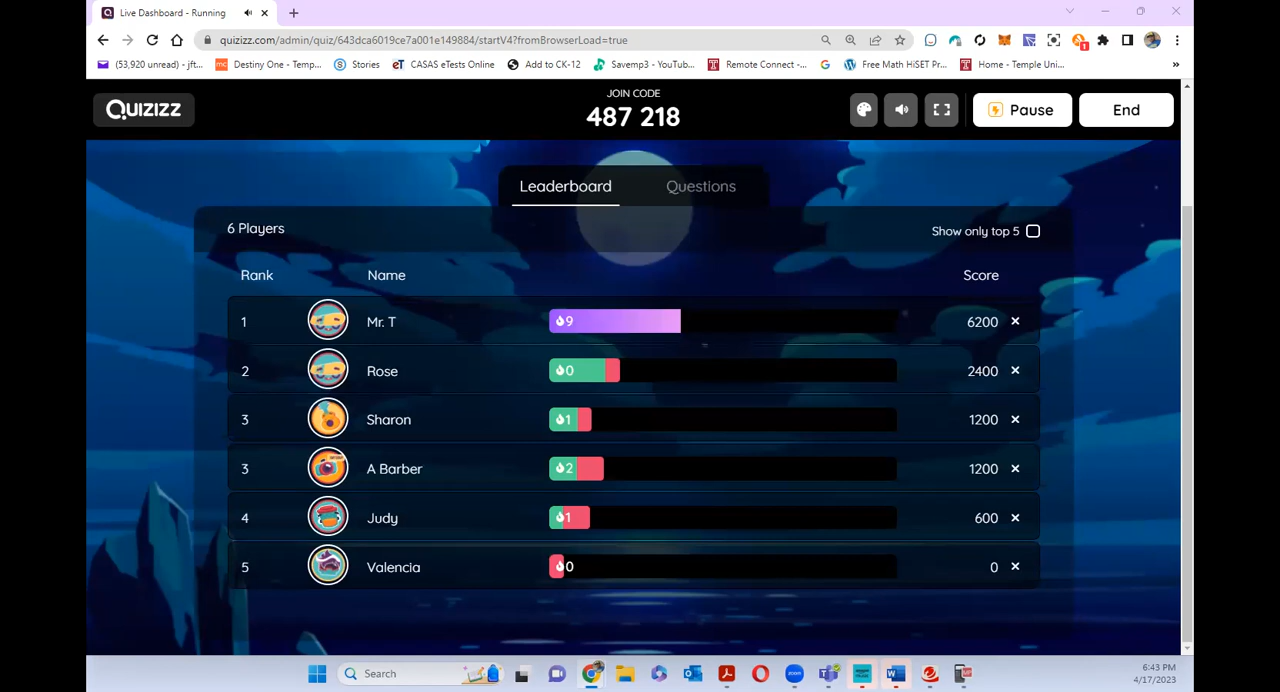 Live Dashboard - Running
quizizz.com/admin/quiz/643dca6019ce7a001e149884/startV4?fromBrowserLoad=true
1
(53,920 unread) - jft...
Destiny One - Temp...
Stories
eT CASAS eTests Online
Add to CK-12
Savemp3 - YouTub...
Remote Connect -...
Free Math HiSET Pr...
Home - Temple Uni...
»
QUIZIZZ
JOIN CODE
487 218
Pause
End
Leaderboard
Questions
6 Players
Show only top 5
Rank Name Score
1 Mr. T 9 6200
2 Rose 0 2400
3 Sharon 1 1200
3 A Barber 2 1200
4 Judy 1 600
5 Valencia 0 0
Search
6:43 PM
4/17/2023